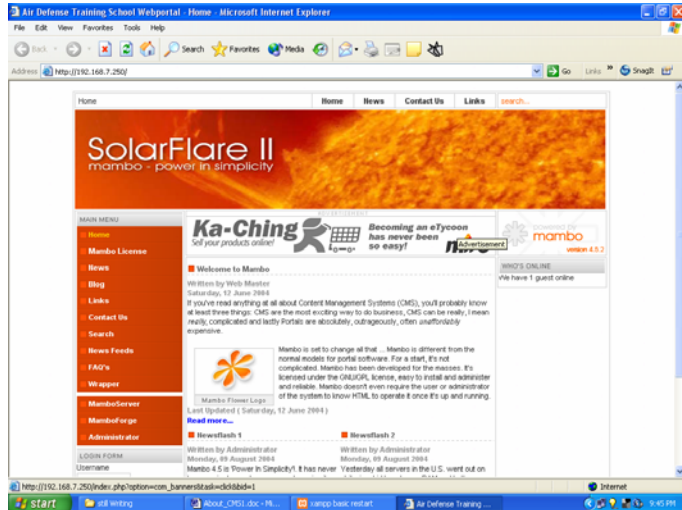 Air Defense Training School Webportal - Home - Microsoft Internet Explorer
File Edit View Favorites Tools Help
Back Search Favorites Media
Address http://192.168.7.250/ Go Links » SnagIt
Home Home News Contact Us Links search...
SolarFlare II
mambo - power in simplicity
ADVERTISEMENT
MAIN MENU
Home
Mambo License
News
Blog
Links
Contact Us
Search
News Feeds
FAQ's
Wrapper
MamboServer
MamboForge
Administrator
LOGIN FORM
Username
Ka-Ching
Sell your products online!
Becoming an eTycoon
has never been
so easy!
Advertisement
Welcome to Mambo
Written by Web Master
Saturday, 12 June 2004
If you've read anything at all about Content Management Systems (CMS), you'll probably know
at least three things: CMS are the most exciting way to do business, CMS can be really, I mean
really, complicated and lastly Portals are absolutely, outrageously, often unaffordably
expensive.
Mambo is set to change all that ... Mambo is different from the
normal models for portal software. For a start, it's not
complicated. Mambo has been developed for the masses. It's
licensed under the GNU/GPL license, easy to install and administer
and reliable. Mambo doesn't even require the user or administrator
of the system to know HTML to operate it once it's up and running.
Mambo Flower Logo
Last Updated ( Saturday, 12 June 2004 )
Read more...
Newsflash 1
Written by Administrator
Monday, 09 August 2004
Mambo 4.5 is 'Power in Simplicity'!. It has never
Newsflash 2
Written by Administrator
Monday, 09 August 2004
Yesterday all servers in the U.S. went out on
powered by
mambo
version 4.5.2
WHO'S ONLINE
We have 1 guest online
http://192.168.7.250/index.php?option=com_banners&task=click&bid=1 Internet
start still Writing About_CMS1.doc - Mi... xampp basic restart Air Defense Training ... 9:45 PM